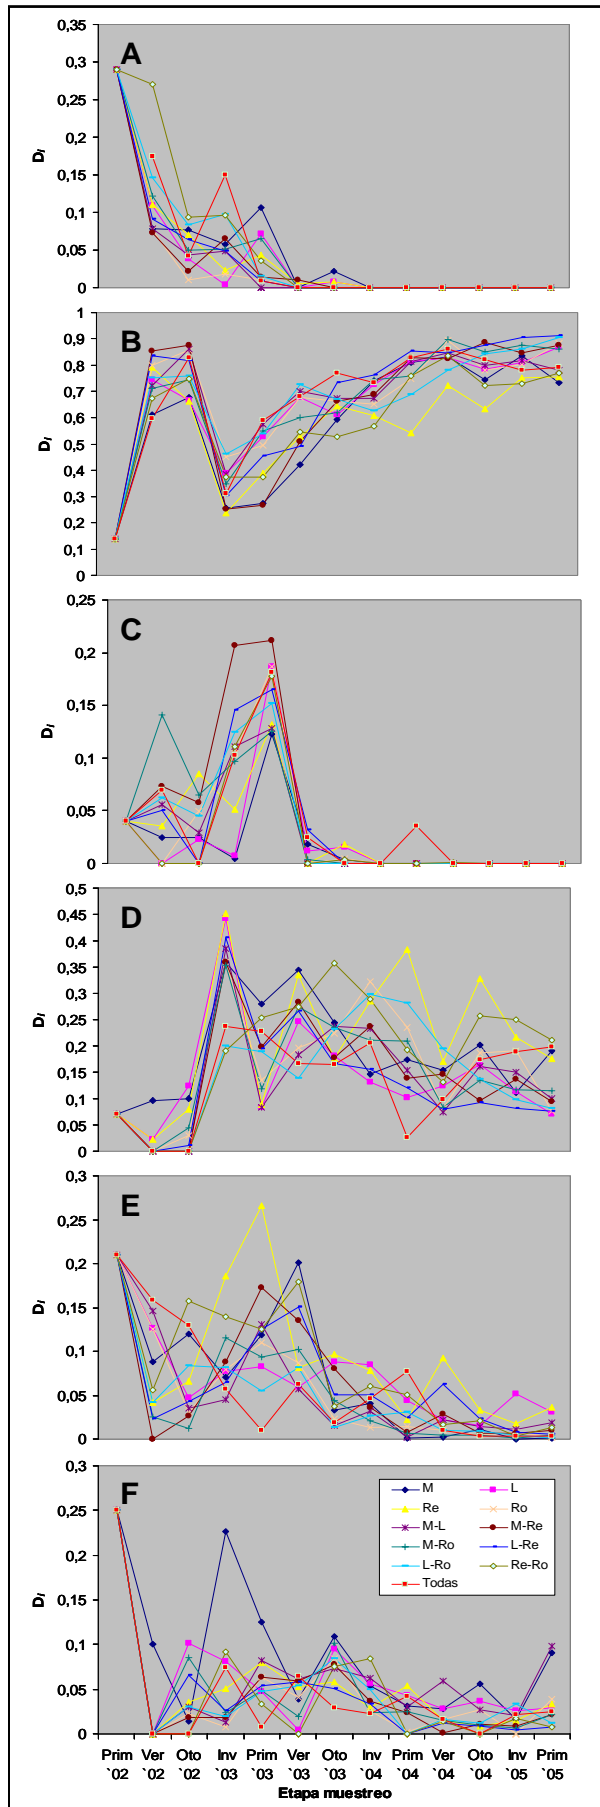 A
0,35
0,3
0,25
0,2
0,15
0,1
0,05
0
Di
B
1
0,9
0,8
0,7
0,6
0,5
0,4
0,3
0,2
0,1
0
Di
C
0,25
0,2
0,15
0,1
0,05
0
Di
D
0,5
0,45
0,4
0,35
0,3
0,25
0,2
0,15
0,1
0,05
0
Di
E
0,3
0,25
0,2
0,15
0,1
0,05
0
Di
F
0,3
0,25
0,2
0,15
0,1
0,05
0
Di
M L
Re Ro
M-L M-Re
M-Ro L-Re
L-Ro Re-Ro
Todas
Prim Ver Oto Inv Prim Ver Oto Inv Prim Ver Oto Inv Prim
`02 `02 `02 `03 `03 `03 `03 `04 `04 `04 `04 `05 `05
Etapa muestreo